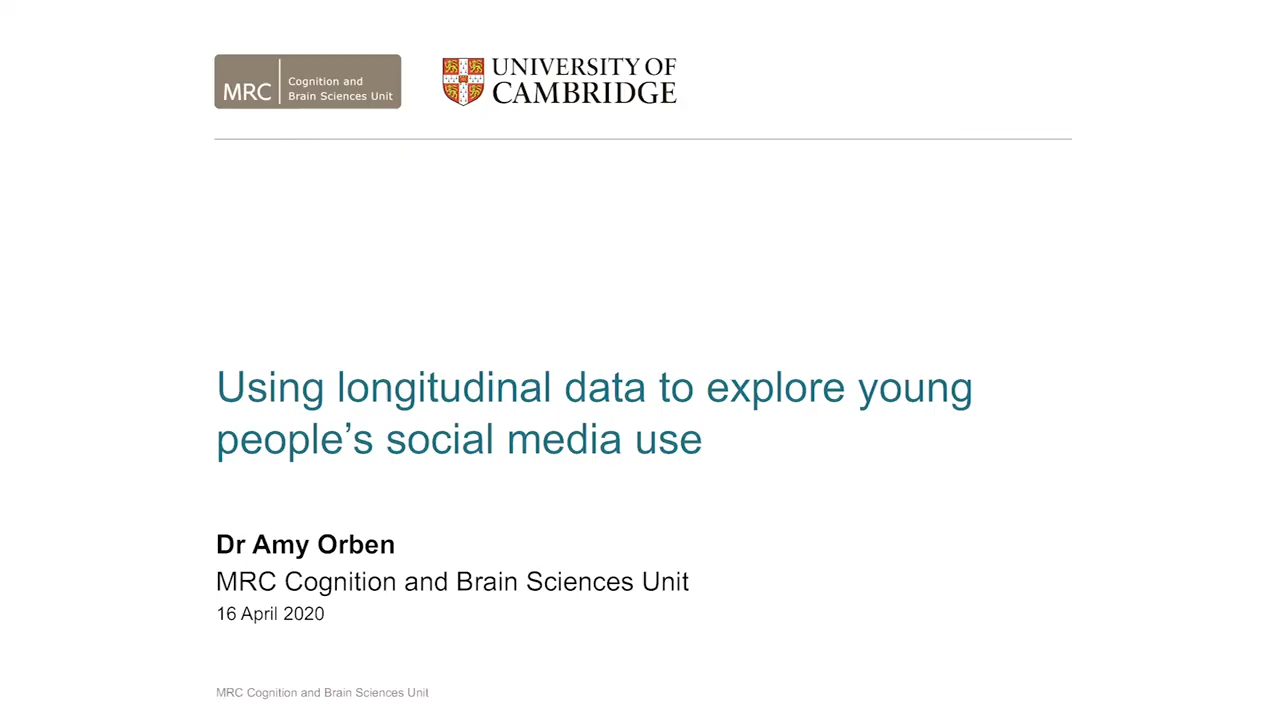 MRC
Cognition and
Brain Sciences Unit
UNIVERSITY OF
CAMBRIDGE
Using longitudinal data to explore young
people’s social media use
Dr Amy Orben
MRC Cognition and Brain Sciences Unit
16 April 2020
MRC Cognition and Brain Sciences Unit